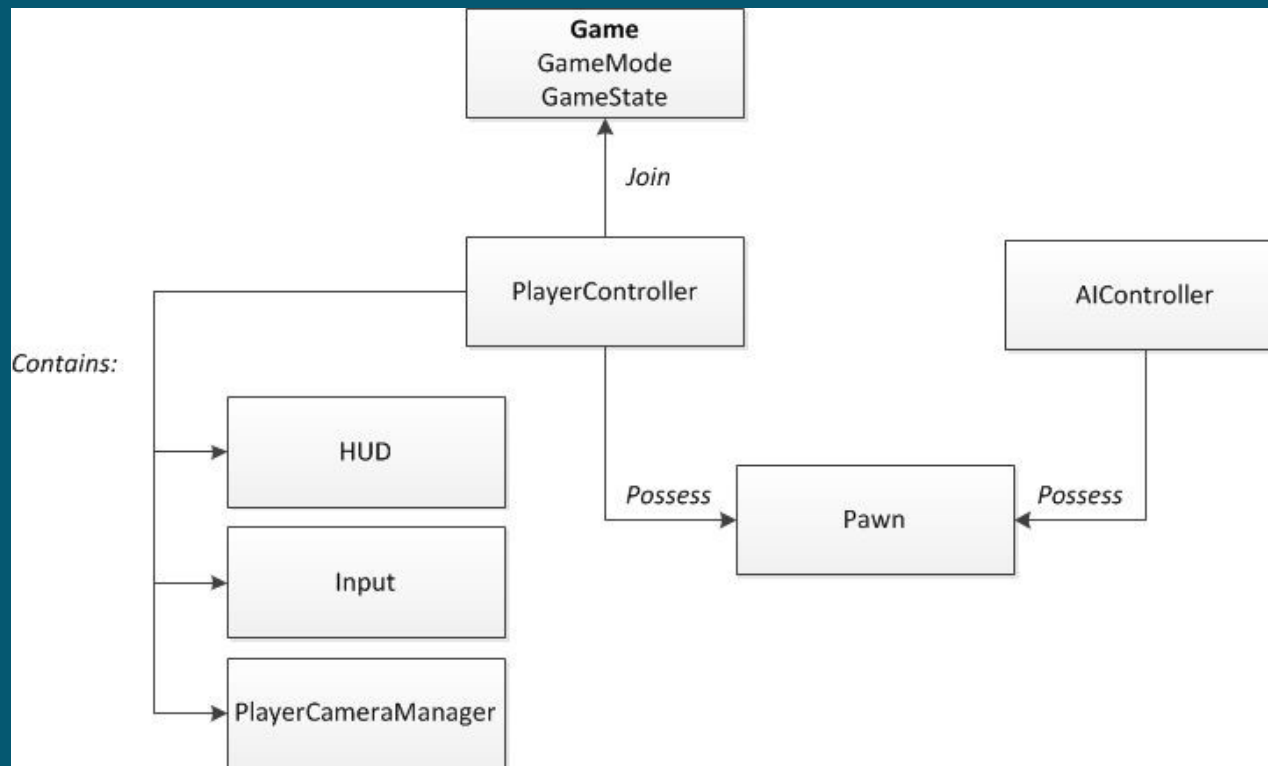 Game
GameMode
GameState
Join
PlayerController
AIController
Contains:
HUD
Possess
Possess
Pawn
Input
PlayerCameraManager